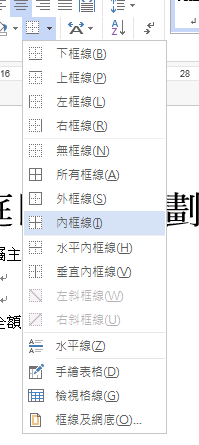 16
28
下框線(B)
上框線(P)
左框線(L)
右框線(R)
無框線(N)
所有框線(A)
外框線(S)
內框線(I)
水平內框線(H)
垂直內框線(V)
左斜框線(W)
右斜框線(U)
水平線(Z)
手繪表格(D)
檢視格線(G)
框線及網底(O)...
庭
劃
屬主
全額